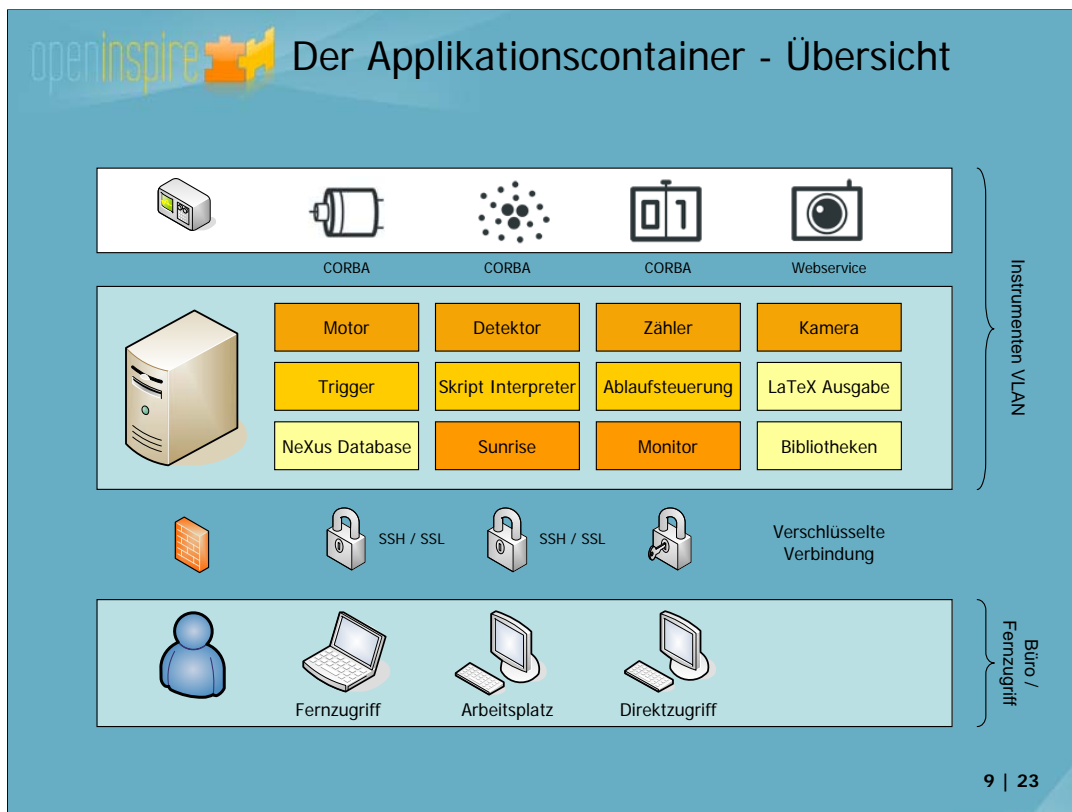 openinspire
Der Applikationscontainer - Übersicht
01
CORBA
CORBA
CORBA
Webservice
Motor
Detektor
Zähler
Kamera
Trigger
Skript Interpreter
Ablaufsteuerung
LaTeX Ausgabe
NeXus Database
Sunrise
Monitor
Bibliotheken
Instrumenten VLAN
SSH / SSL
SSH / SSL
Verschlüsselte
Verbindung
Fernzugriff
Arbeitsplatz
Direktzugriff
Büro /
Fernzugriff
9 | 23